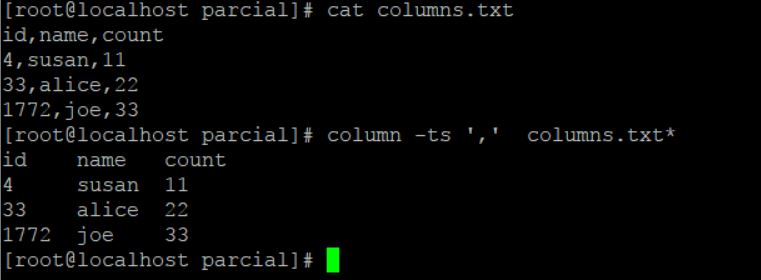 [root@localhost parcial]# cat columns.txt
id,name,count
4,susan,11
33,alice,22
1772,joe,33
[root@localhost parcial]# column -ts ','  columns.txt*
id    name   count
4     susan  11
33    alice  22
1772  joe    33
[root@localhost parcial]#